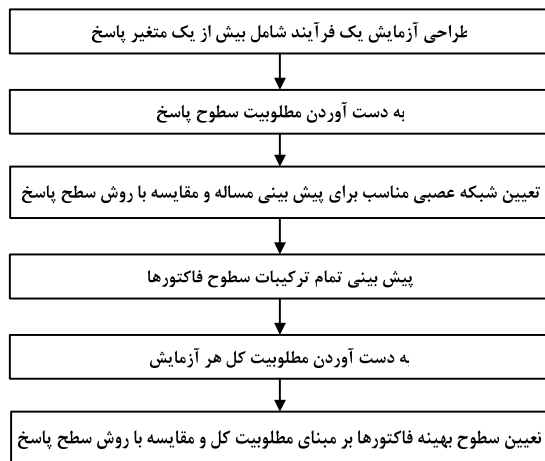 طراحی آزمایش یک فرآیند شامل بیش از یک متغیر پاسخ
به دست آوردن مطلوبیت سطوح پاسخ
تعیین شبکه عصبی مناسب برای پیش بینی مساله و مقایسه با روش سطح پاسخ
پیش بینی تمام ترکیبات سطوح فاکتورها
به دست آوردن مطلوبیت کل هر آزمایش
تعیین سطوح بهینه فاکتورها بر مبنای مطلوبیت کل و مقایسه با روش سطح پاسخ